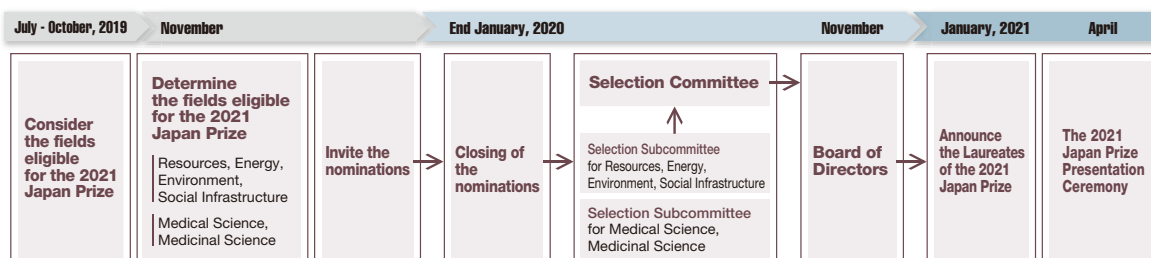 July - October, 2019
November
End January, 2020
November
January, 2021
April
Consider
the fields
eligible
for the 2021
Japan Prize
Determine
the fields eligible
for the 2021
Japan Prize
Resources, Energy,
Environment,
Social Infrastructure
Medical Science,
Medicinal Science
Invite the
nominations
Closing of
the
nominations
Selection Committee
Selection Subcommittee
for Resources, Energy,
Environment, Social Infrastructure
Selection Subcommittee
for Medical Science,
Medicinal Science
Board of
Directors
Announce
the Laureates
of the 2021
Japan Prize
The 2021
Japan Prize
Presentation
Ceremony